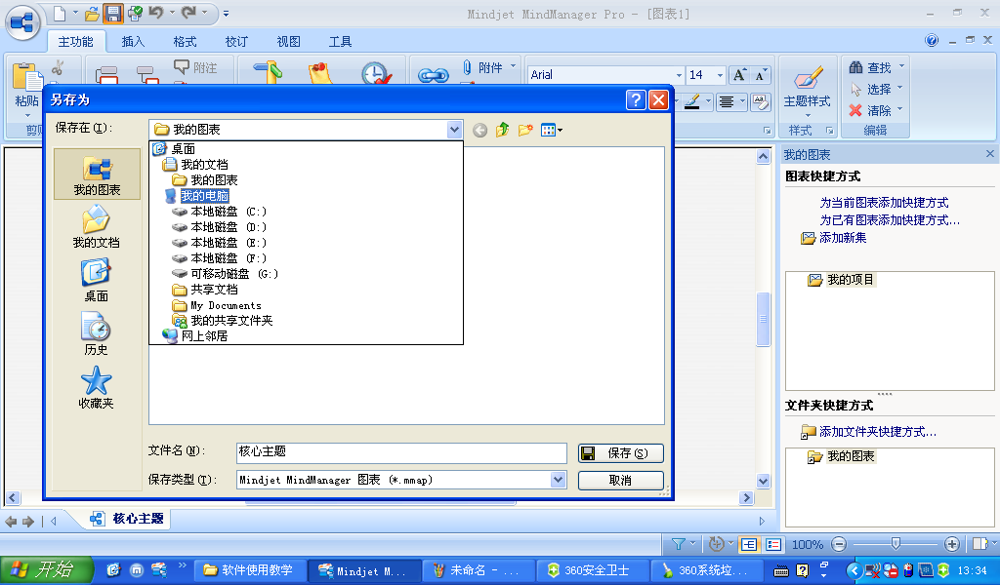 Mindjet MindManager Pro - [图表1]
主功能 插入 格式 校订 视图 工具
粘贴
剪贴
附注
附件
Arial 14
主题样式
样式
查找
选择
清除
编辑
另存为
保存在(I): 我的图表
桌面
我的文档
我的图表
我的电脑
本地磁盘 (C:)
本地磁盘 (D:)
本地磁盘 (E:)
本地磁盘 (F:)
可移动磁盘 (G:)
共享文档
My Documents
我的共享文件夹
网上邻居
我的图表
我的文档
桌面
历史
收藏夹
文件名(N): 核心主题 保存(S)
保存类型(T): Mindjet MindManager 图表 (*.mmap) 取消
我的图表
图表快捷方式
为当前图表添加快捷方式
为已有图表添加快捷方式...
添加新集
我的项目
文件夹快捷方式
添加文件夹快捷方式...
我的图表
核心主题
100%
开始 软件使用教学 Mindjet M... 未命名 - ... 360安全卫士 360系统垃... 13:34